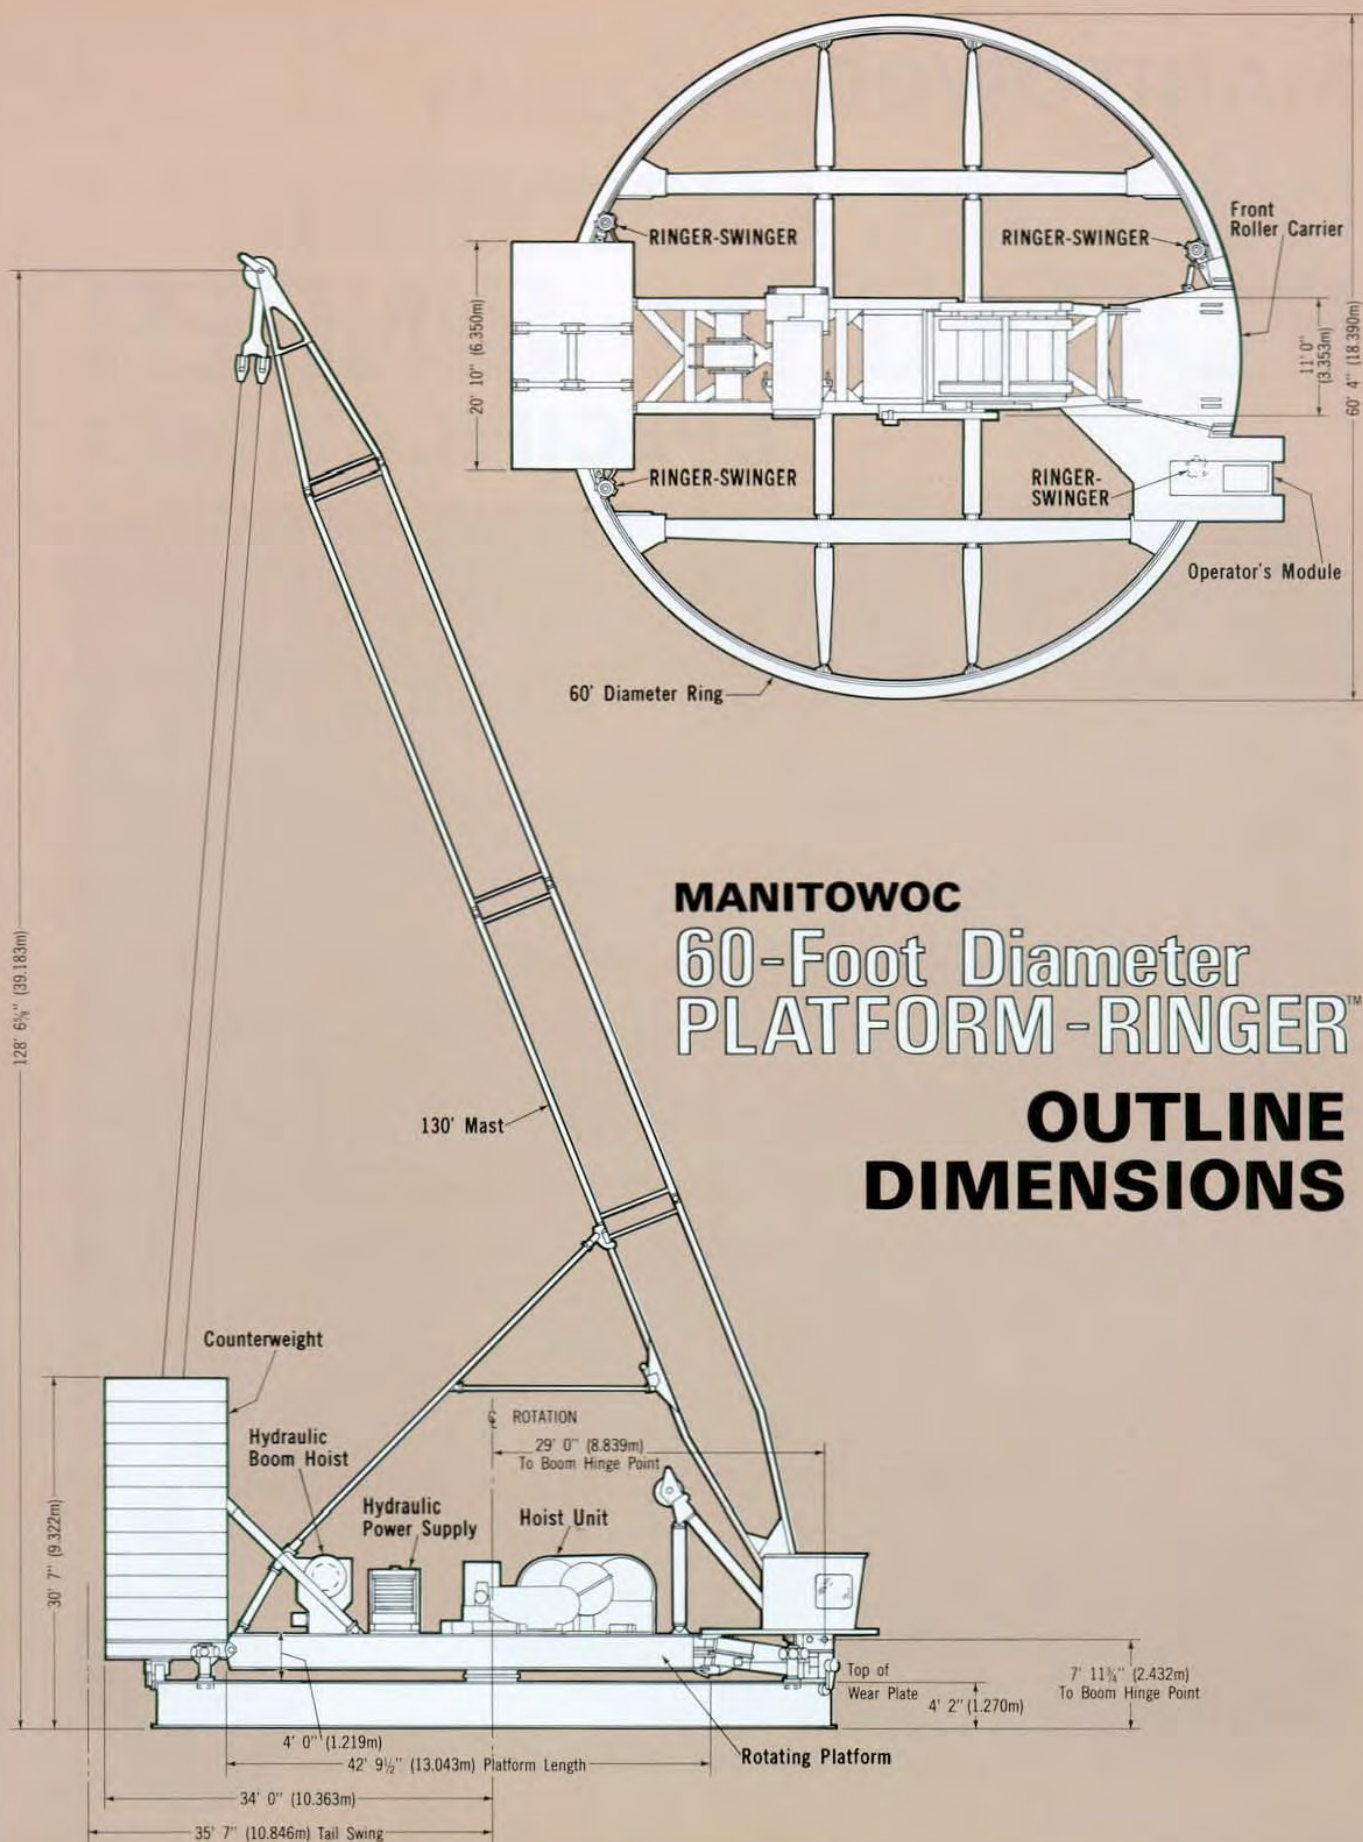 60' 4" (18.390m)
Front
Roller Carrier
RINGER-SWINGER
RINGER-SWINGER
20' 10" (6.350m)
11' 0"
(3.353m)
RINGER-SWINGER
RINGER-
SWINGER
Operator's Module
60' Diameter Ring
MANITOWOC
60-Foot Diameter
PLATFORM-RINGER™
OUTLINE
DIMENSIONS
128' 6⅝" (39.183m)
130' Mast
Counterweight
℄ ROTATION
29' 0" (8.839m)
To Boom Hinge Point
Hydraulic
Boom Hoist
Hydraulic
Power Supply
Hoist Unit
30' 7" (9.322m)
Top of
Wear Plate
4' 2" (1.270m)
7' 11¾" (2.432m)
To Boom Hinge Point
4' 0" (1.219m)
42' 9½" (13.043m) Platform Length
Rotating Platform
34' 0" (10.363m)
35' 7" (10.846m) Tail Swing